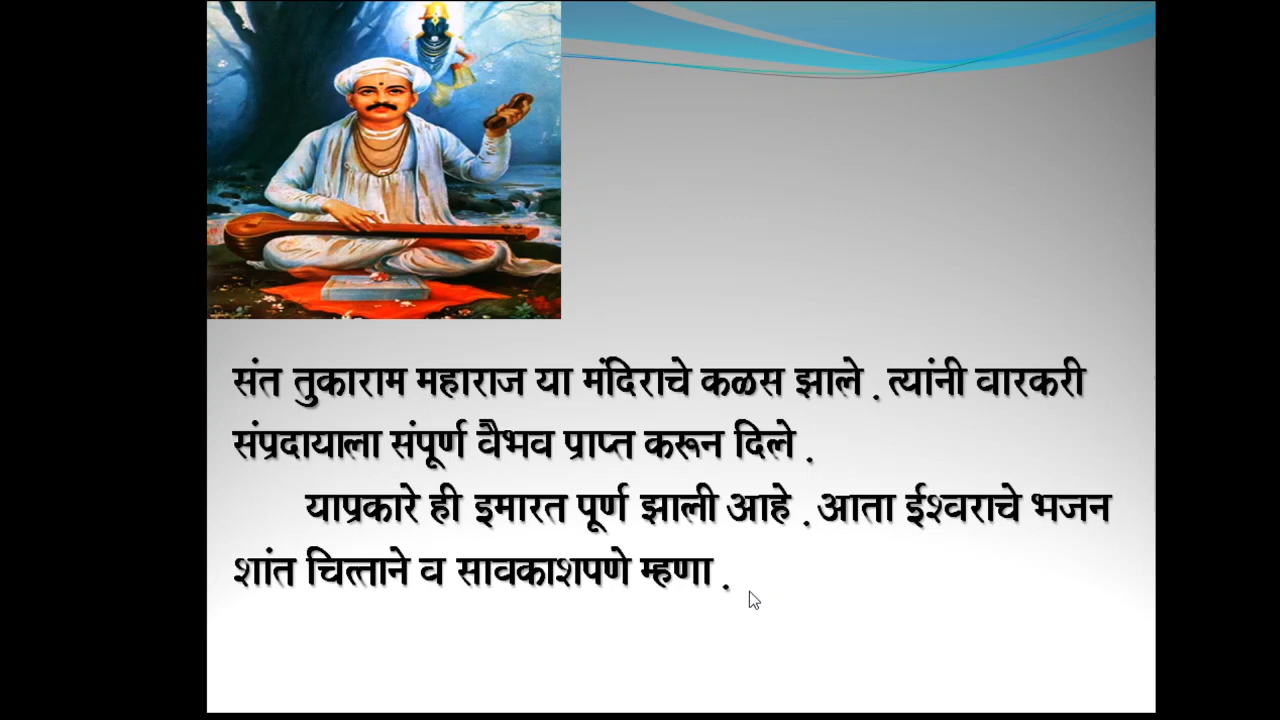 संत तुकाराम महाराज या मंदिराचे कळस झाले . त्यांनी वारकरी
संप्रदायाला संपूर्ण वैभव प्राप्त करून दिले .
याप्रकारे ही इमारत पूर्ण झाली आहे . आता ईश्वराचे भजन
शांत चित्ताने व सावकाशपणे म्हणा .